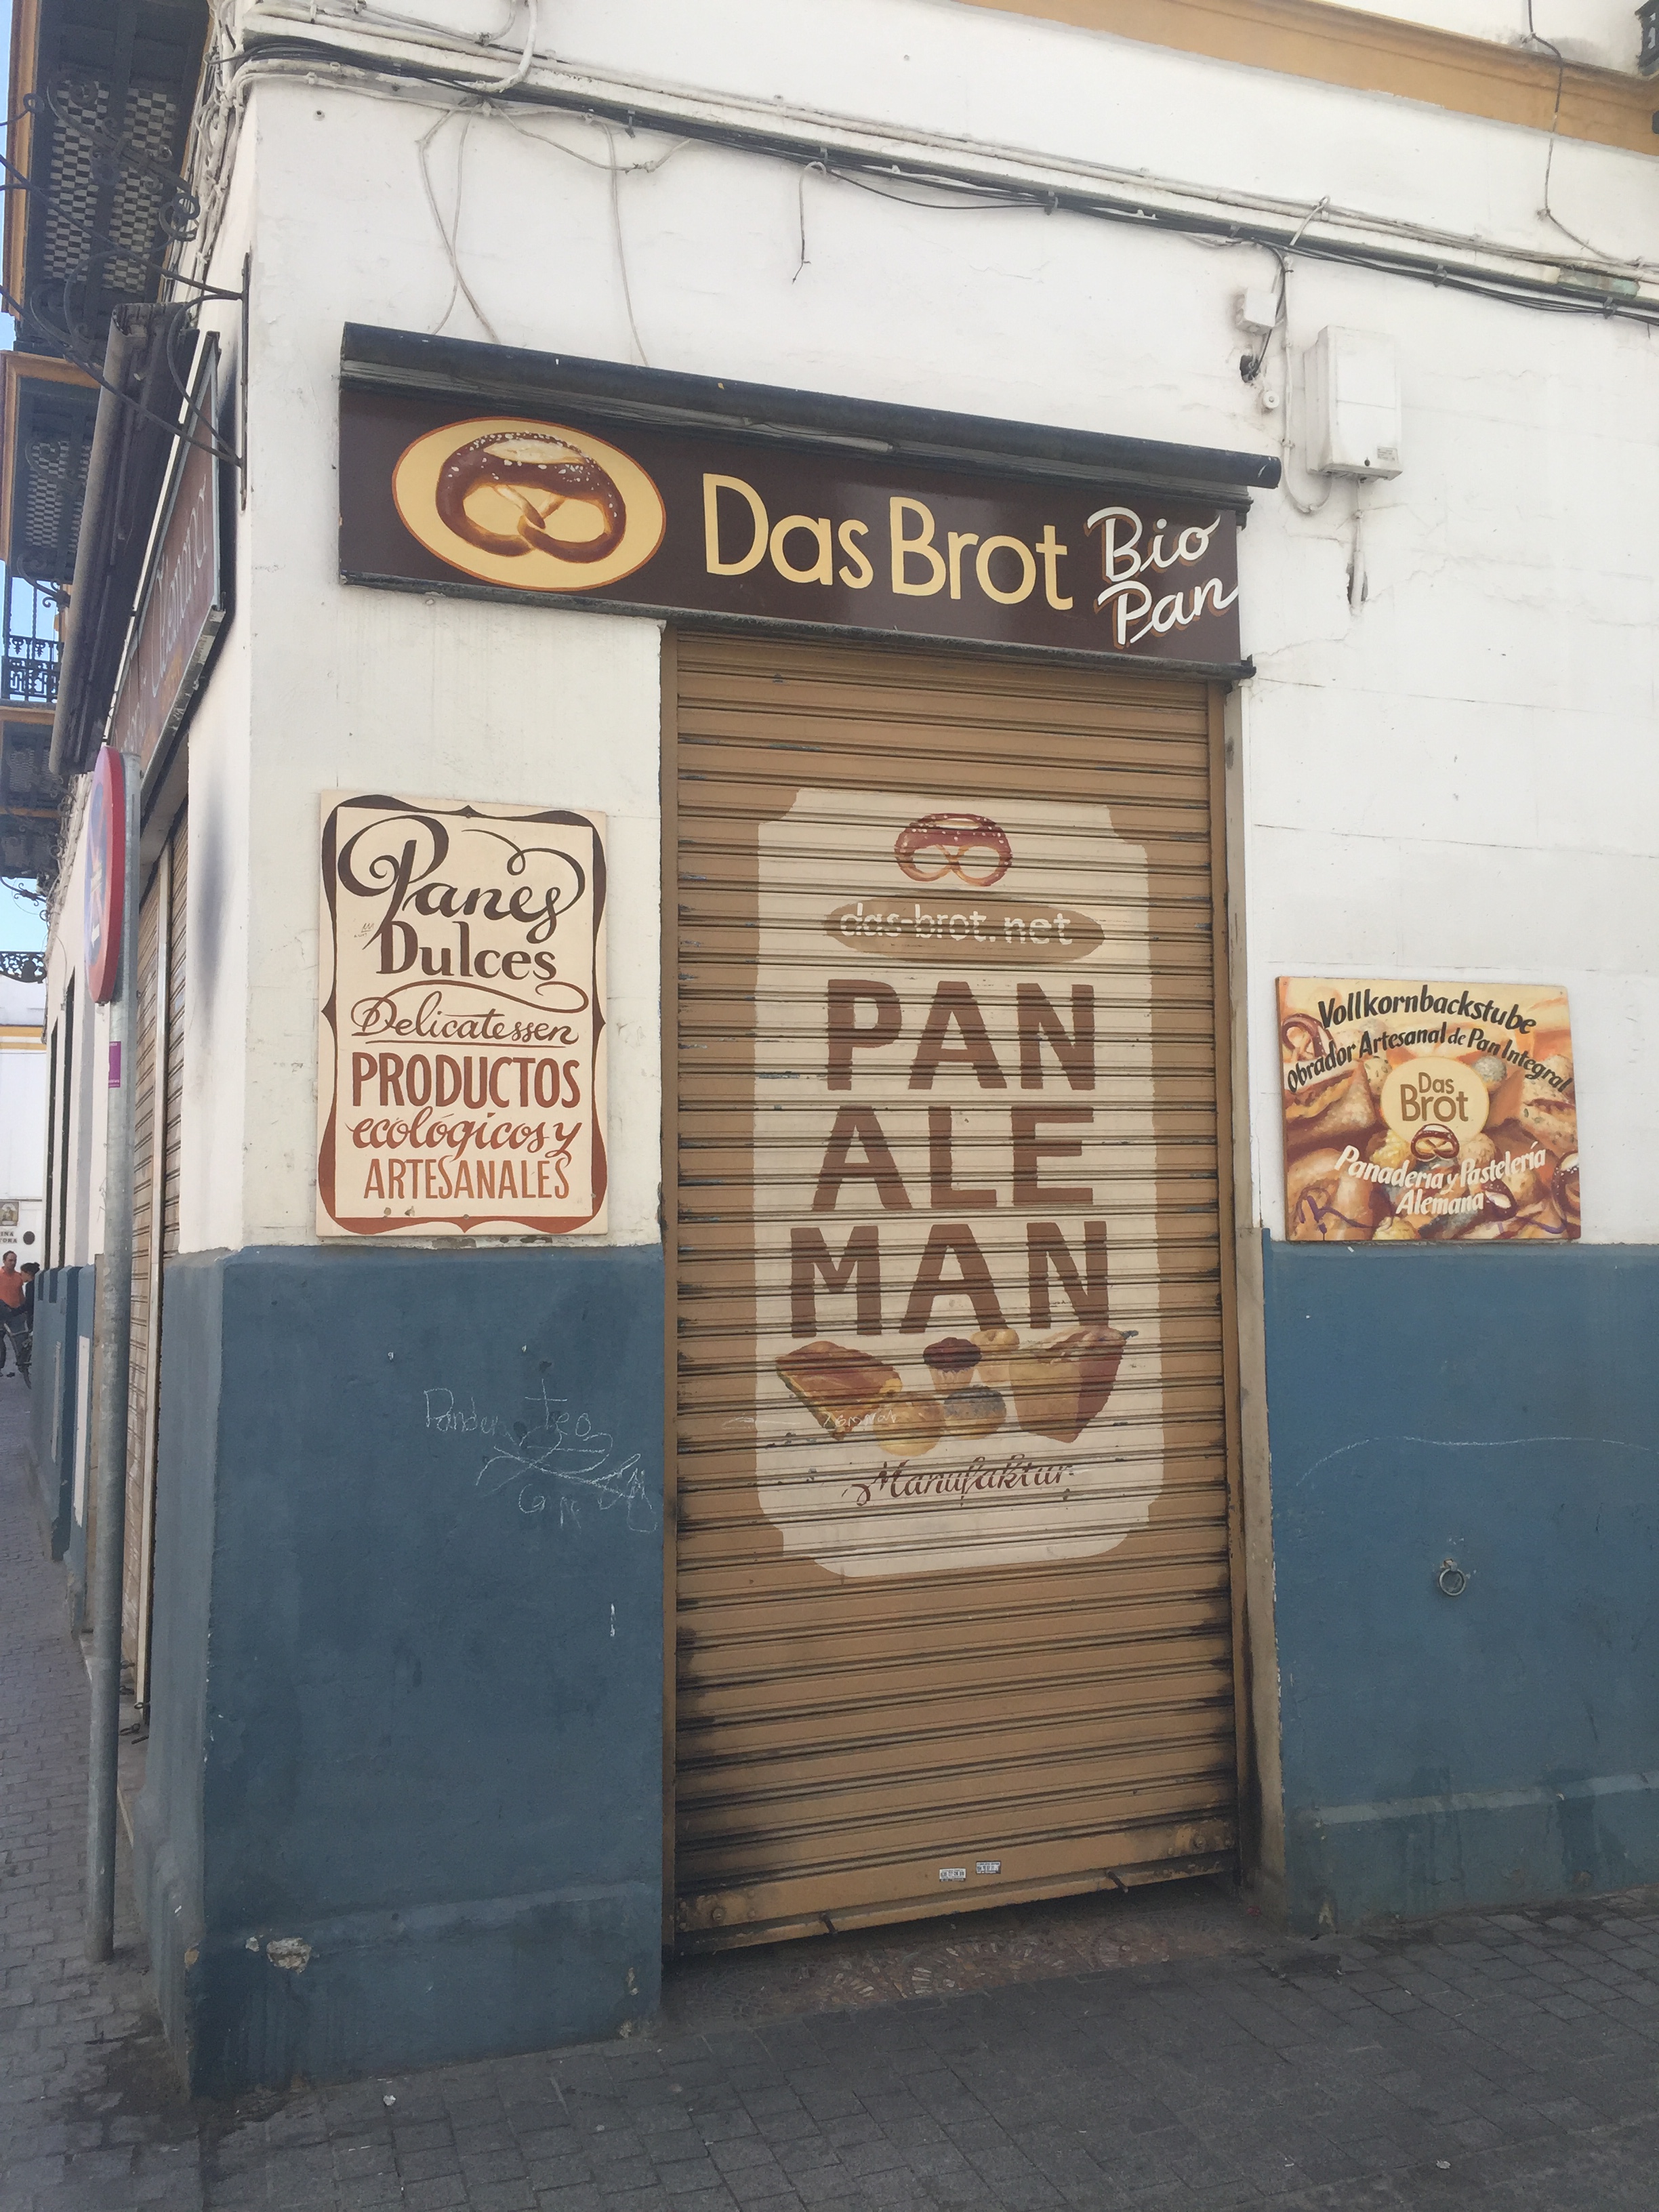 Das Brot Bio
Pan
Panes
Dulces
Delicatessen
PRODUCTOS
ecológicos y
ARTESANALES
das-brot.net
PAN
ALE
MAN
Manufaktur
Vollkornbackstube
Obrador Artesanal de Pan Integral
Das
Brot
Panadería y Pastelería
Alemana